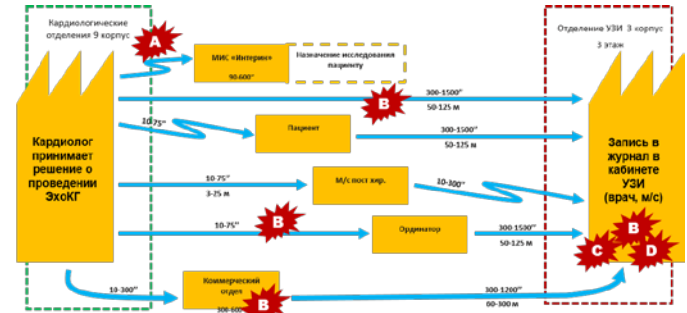 Кардиологические
отделения 9 корпус
Отделение УЗИ 3 корпус
3 этаж
A
МИС «Интерин»
90-600"
Назначение исследования
пациенту
B
300-1500"
50-125 м
Кардиолог
принимает
решение о
проведении
ЭхоКГ
10-75"
Пациент
300-1500"
50-125 м
Запись в
журнал в
кабинете
УЗИ
(врач, м/с)
10-75"
3-25 м
М/с пост хир.
10-300"
10-75"
B
Ординатор
300-1500"
50-125 м
B
C
D
10-300"
Коммерческий
отдел
300-600"
B
300-1200"
60-300 м